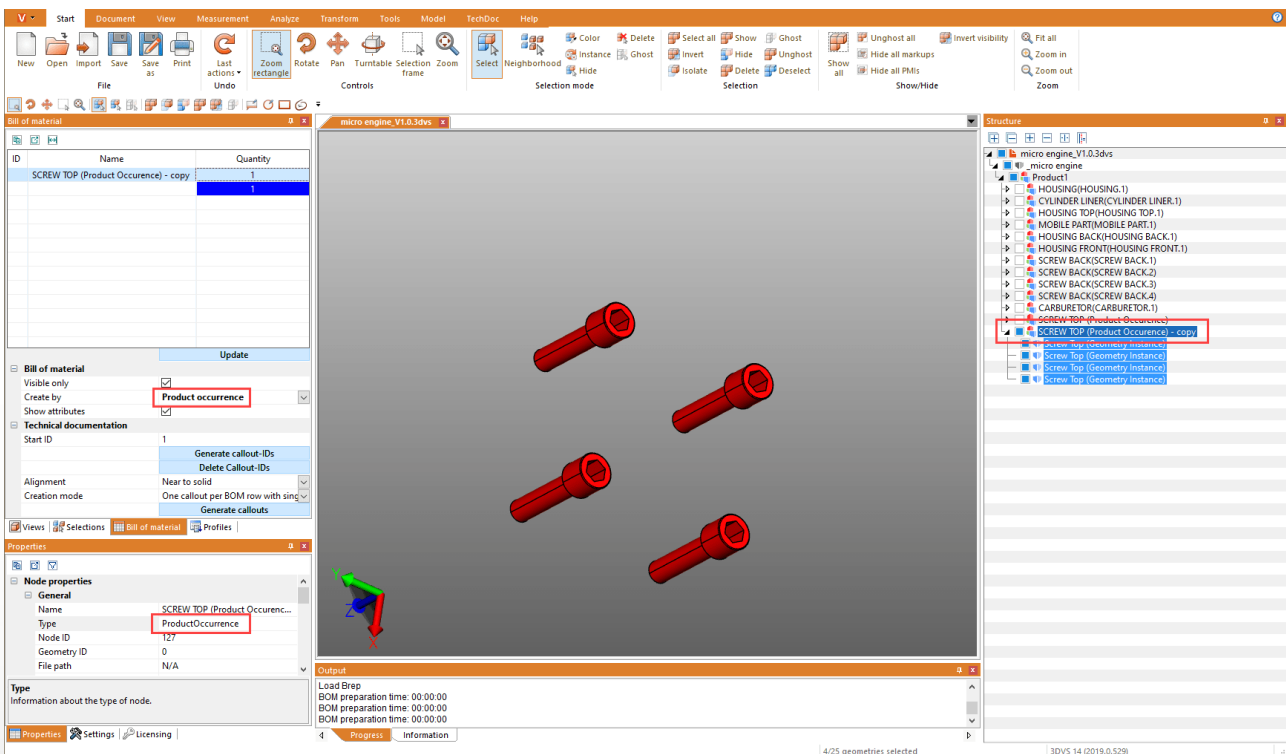 V Start Document View Measurement Analyze Transform Tools Model TechDoc Help
New Open Import Save Save as Print
File
Last actions
Undo
Zoom rectangle Rotate Pan Turntable Selection frame Zoom
Controls
Select Neighborhood Color Delete
Instance Ghost
Hide
Selection mode
Select all Show Ghost
Invert Hide Unghost
Isolate Delete Deselect
Selection
Show all Unghost all Invert visibility
Hide all markups
Hide all PMIs
Show/Hide
Fit all
Zoom in
Zoom out
Zoom
Bill of material
ID Name Quantity
SCREW TOP (Product Occurence) - copy 1
1
Update
Bill of material
Visible only
Create by Product occurrence
Show attributes
Technical documentation
Start ID 1
Generate callout-IDs
Delete Callout-IDs
Alignment Near to solid
Creation mode One callout per BOM row with sing
Generate callouts
Views Selections Bill of material Profiles
Properties
Node properties
General
Name SCREW TOP (Product Occurenc...
Type ProductOccurrence
Node ID 127
Geometry ID 0
File path N/A
Type
Information about the type of node.
Properties Settings Licensing
micro engine_V1.0.3dvs
Y
Z
X
Output
Load Brep
BOM preparation time: 00:00:00
BOM preparation time: 00:00:00
BOM preparation time: 00:00:00
Progress Information
Structure
micro engine_V1.0.3dvs
_micro engine
Product1
HOUSING(HOUSING.1)
CYLINDER LINER(CYLINDER LINER.1)
HOUSING TOP(HOUSING TOP.1)
MOBILE PART(MOBILE PART.1)
HOUSING BACK(HOUSING BACK.1)
HOUSING FRONT(HOUSING FRONT.1)
SCREW BACK(SCREW BACK.1)
SCREW BACK(SCREW BACK.2)
SCREW BACK(SCREW BACK.3)
SCREW BACK(SCREW BACK.4)
CARBURETOR(CARBURETOR.1)
SCREW TOP (Product Occurence)
SCREW TOP (Product Occurence) - copy
Screw Top (Geometry Instance)
Screw Top (Geometry Instance)
Screw Top (Geometry Instance)
Screw Top (Geometry Instance)
4/25 geometries selected
3DVS 14 (2019.0.529)